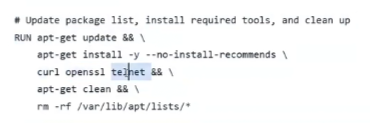 # Update package list, install required tools, and clean up
RUN apt-get update && \
    apt-get install -y --no-install-recommends \
    curl openssl telnet && \
    apt-get clean && \
    rm -rf /var/lib/apt/lists/*